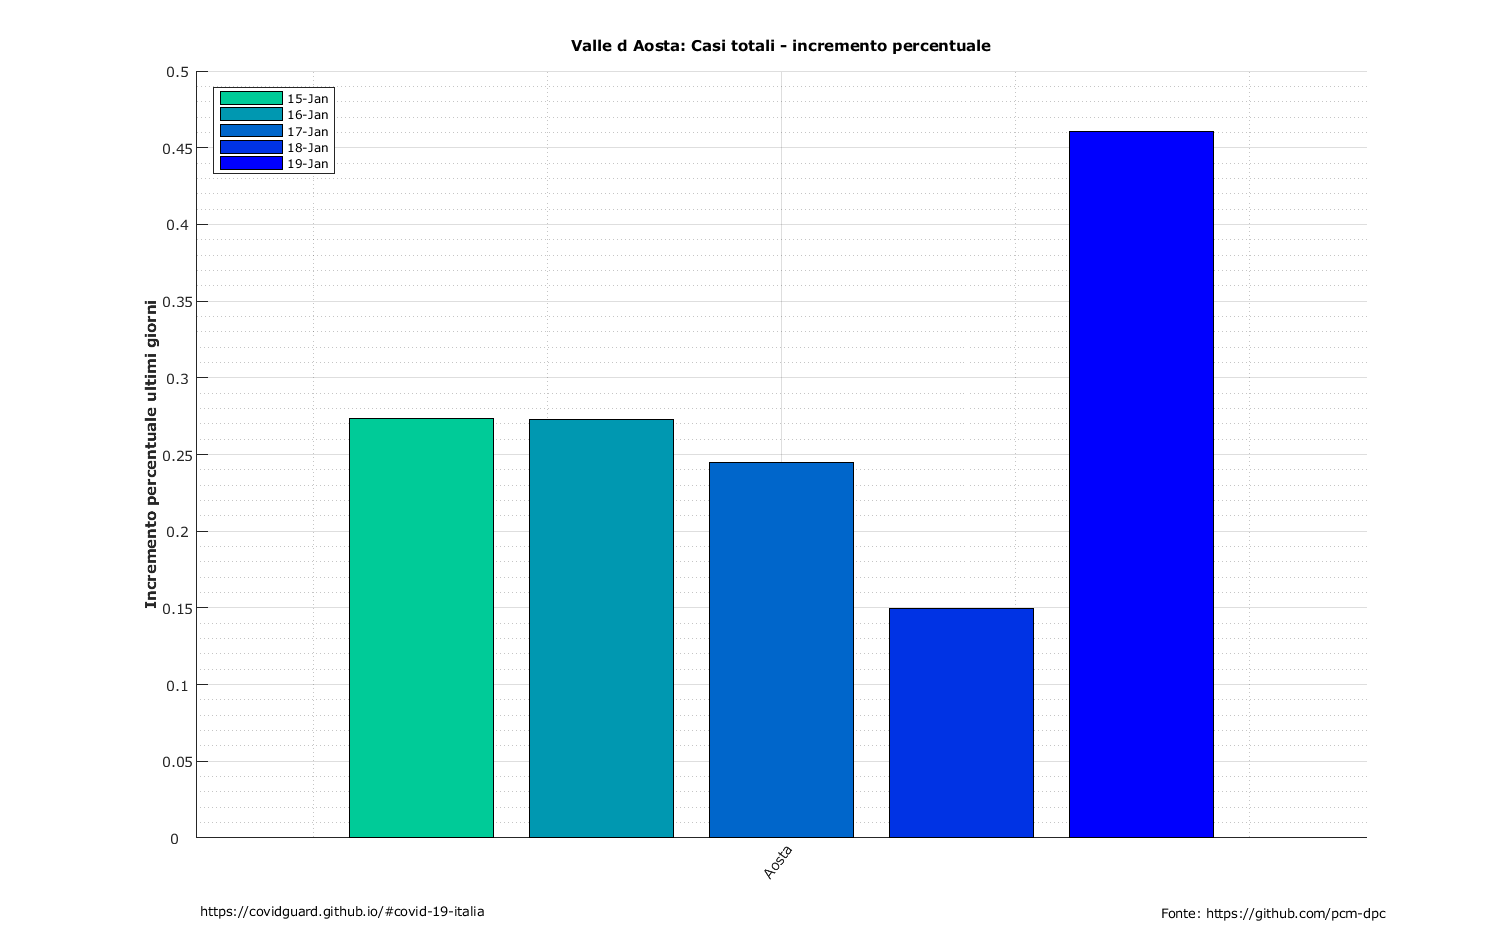 Valle d Aosta: Casi totali - incremento percentuale
0.5
0.45
0.4
0.35
0.3
0.25
0.2
0.15
0.1
0.05
0
Incremento percentuale ultimi giorni
15-Jan
16-Jan
17-Jan
18-Jan
19-Jan
Aosta
https://covidguard.github.io/#covid-19-italia
Fonte: https://github.com/pcm-dpc